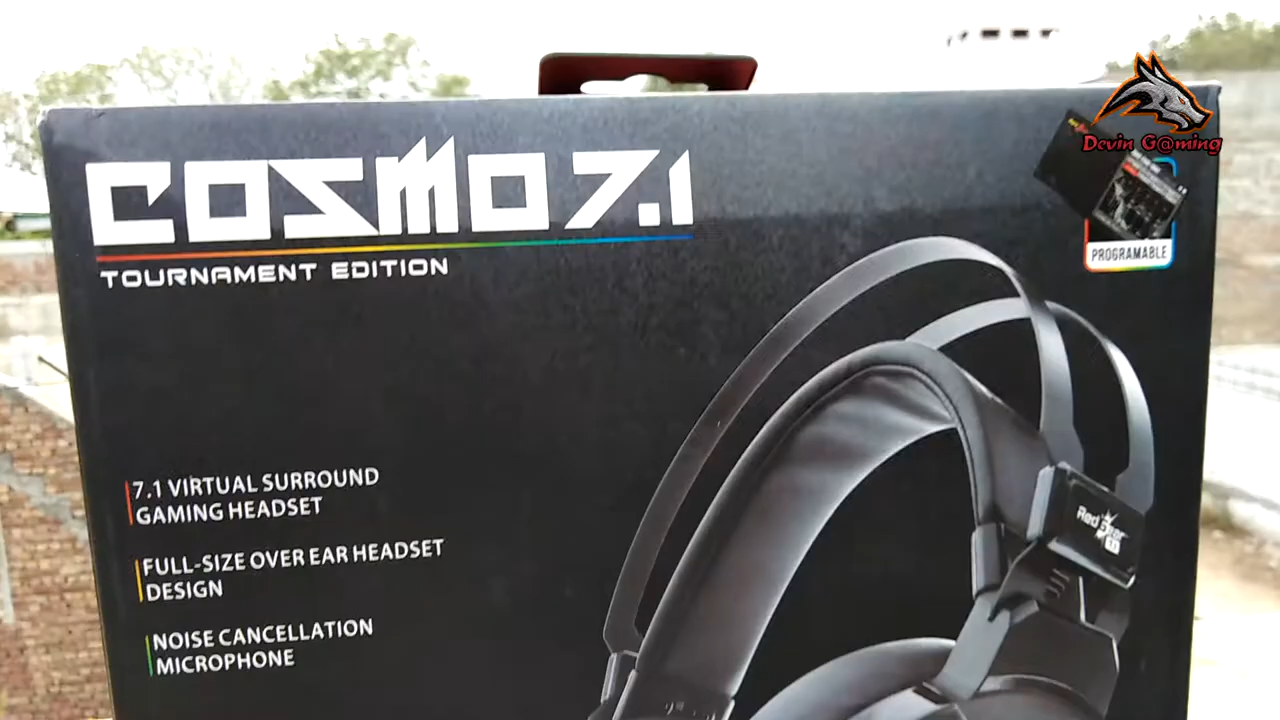 COSMO 7.1
TOURNAMENT EDITION
Devin G@ming
PROGRAMABLE
7.1 VIRTUAL SURROUND
GAMING HEADSET
FULL-SIZE OVER EAR HEADSET
DESIGN
NOISE CANCELLATION
MICROPHONE
Redgear